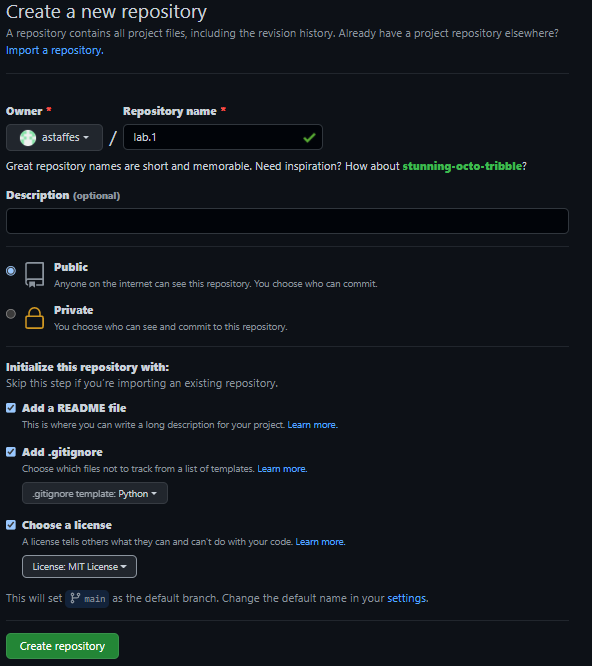 Create a new repository
A repository contains all project files, including the revision history. Already have a project repository elsewhere?
Import a repository.
Owner * Repository name *
astaffes / lab.1
Great repository names are short and memorable. Need inspiration? How about stunning-octo-tribble?
Description (optional)
Public
Anyone on the internet can see this repository. You choose who can commit.
Private
You choose who can see and commit to this repository.
Initialize this repository with:
Skip this step if you're importing an existing repository.
Add a README file
This is where you can write a long description for your project. Learn more.
Add .gitignore
Choose which files not to track from a list of templates. Learn more.
.gitignore template: Python
Choose a license
A license tells others what they can and can't do with your code. Learn more.
License: MIT License
This will set main as the default branch. Change the default name in your settings.
Create repository